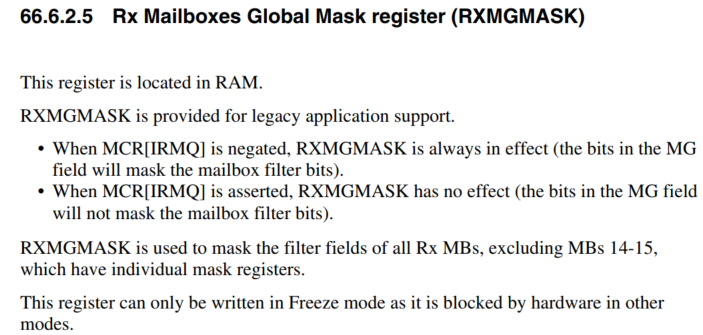 66.6.2.5 Rx Mailboxes Global Mask register (RXMGMASK)
This register is located in RAM.
RXMGMASK is provided for legacy application support.
• When MCR[IRMQ] is negated, RXMGMASK is always in effect (the bits in the MG
field will mask the mailbox filter bits).
• When MCR[IRMQ] is asserted, RXMGMASK has no effect (the bits in the MG field
will not mask the mailbox filter bits).
RXMGMASK is used to mask the filter fields of all Rx MBs, excluding MBs 14-15,
which have individual mask registers.
This register can only be written in Freeze mode as it is blocked by hardware in other
modes.